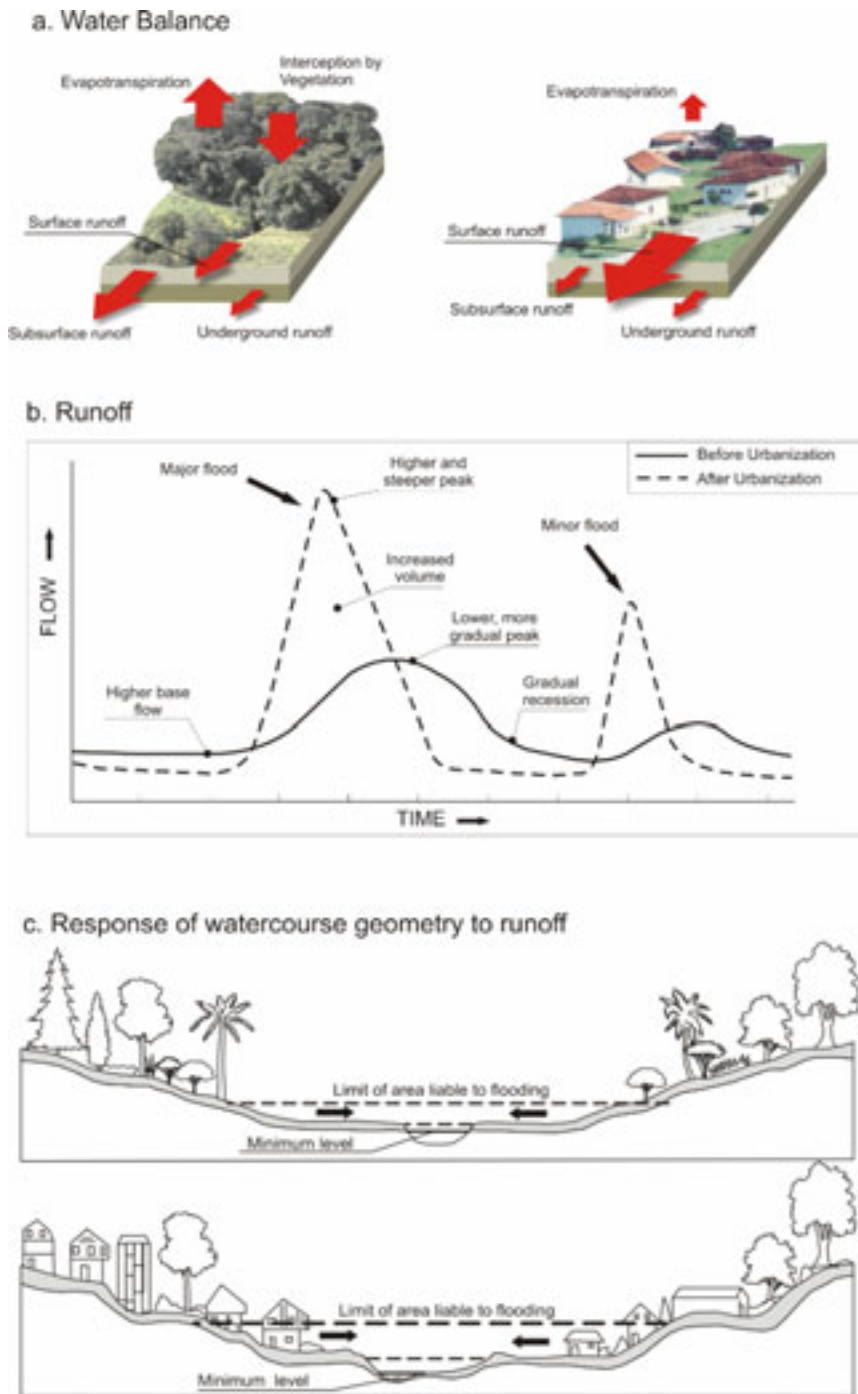 a. Water Balance
Evapotranspiration
Interception by
Vegetation
Surface runoff
Subsurface runoff
Underground runoff
Evapotranspiration
Surface runoff
Subsurface runoff
Underground runoff
b. Runoff
Before Urbanization
After Urbanization
Major flood
Higher and
steeper peak
Minor flood
Increased
volume
Lower, more
gradual peak
Higher base
flow
Gradual
recession
FLOW
TIME
c. Response of watercourse geometry to runoff
Limit of area liable to flooding
Minimum level
Limit of area liable to flooding
Minimum level